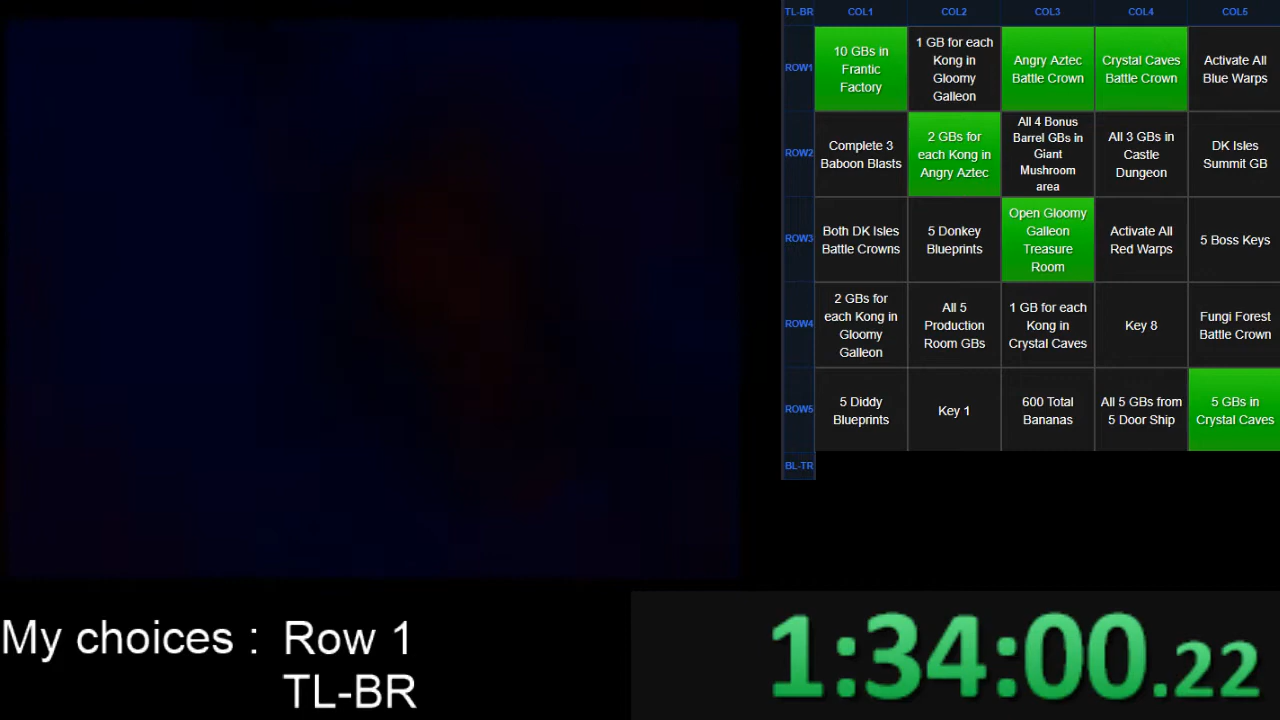 TL-BR COL1 COL2 COL3 COL4 COL5
ROW1
10 GBs in
Frantic
Factory
1 GB for each
Kong in
Gloomy
Galleon
Angry Aztec
Battle Crown
Crystal Caves
Battle Crown
Activate All
Blue Warps
ROW2
Complete 3
Baboon Blasts
2 GBs for
each Kong in
Angry Aztec
All 4 Bonus
Barrel GBs in
Giant
Mushroom
area
All 3 GBs in
Castle
Dungeon
DK Isles
Summit GB
ROW3
Both DK Isles
Battle Crowns
5 Donkey
Blueprints
Open Gloomy
Galleon
Treasure
Room
Activate All
Red Warps
5 Boss Keys
ROW4
2 GBs for
each Kong in
Gloomy
Galleon
All 5
Production
Room GBs
1 GB for each
Kong in
Crystal Caves
Key 8
Fungi Forest
Battle Crown
ROW5
5 Diddy
Blueprints
Key 1
600 Total
Bananas
All 5 GBs from
5 Door Ship
5 GBs in
Crystal Caves
BL-TR
My choices : Row 1
TL-BR
1:34:00.22